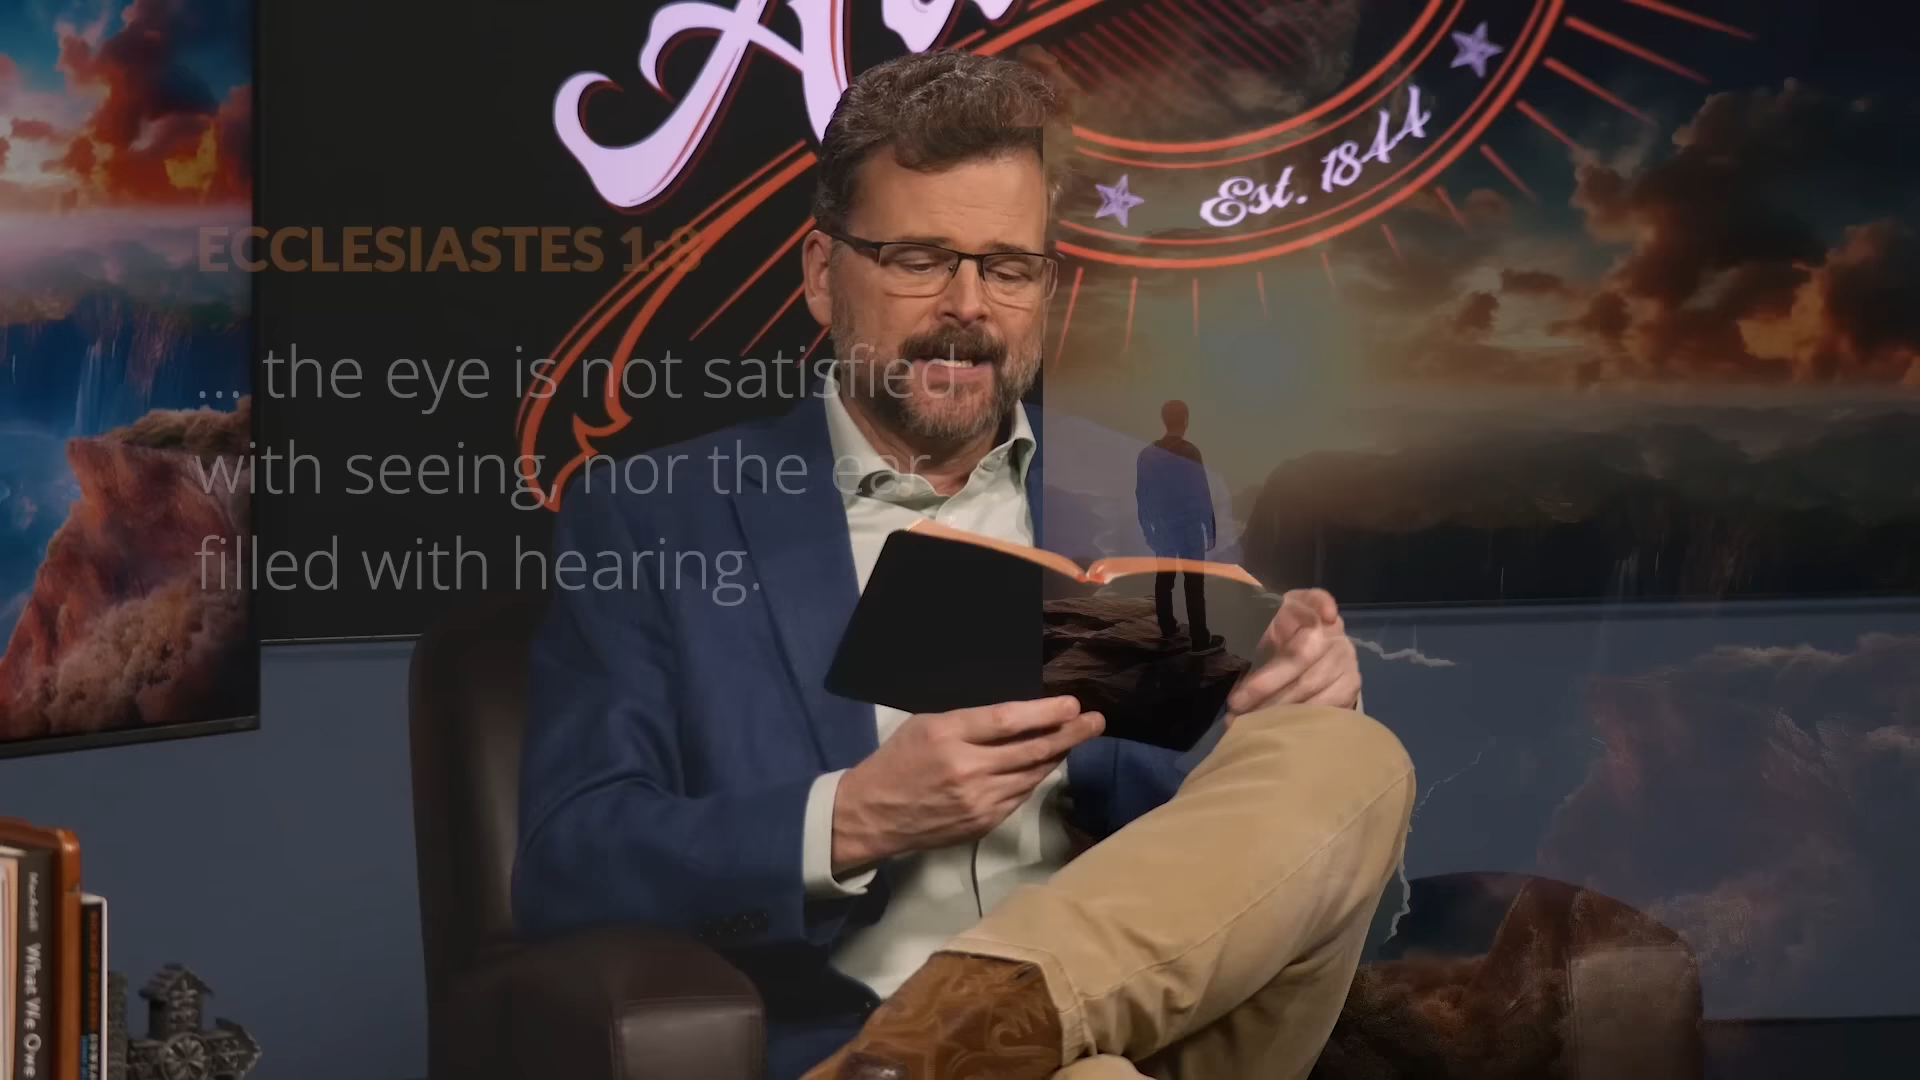 Est. 1844
ECCLESIASTES 1:8
... the eye is not satisfied
with seeing, nor the ear
filled with hearing.
What We Owe